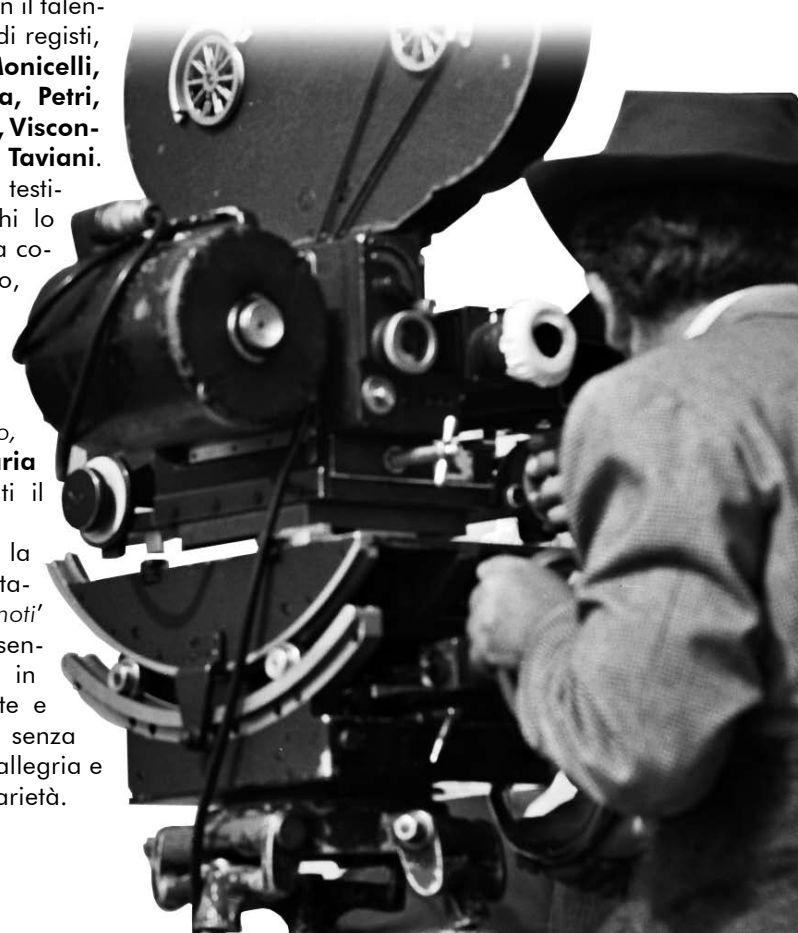 n il talen-
di registi,
Monicelli,
a, Petri,
, Viscon-
Taviani.
testi-
hi lo
a co-
o,
o,
aria
ti il
la
ta-
noti'
sen-
in
te e
senza
allegria e
arietà.